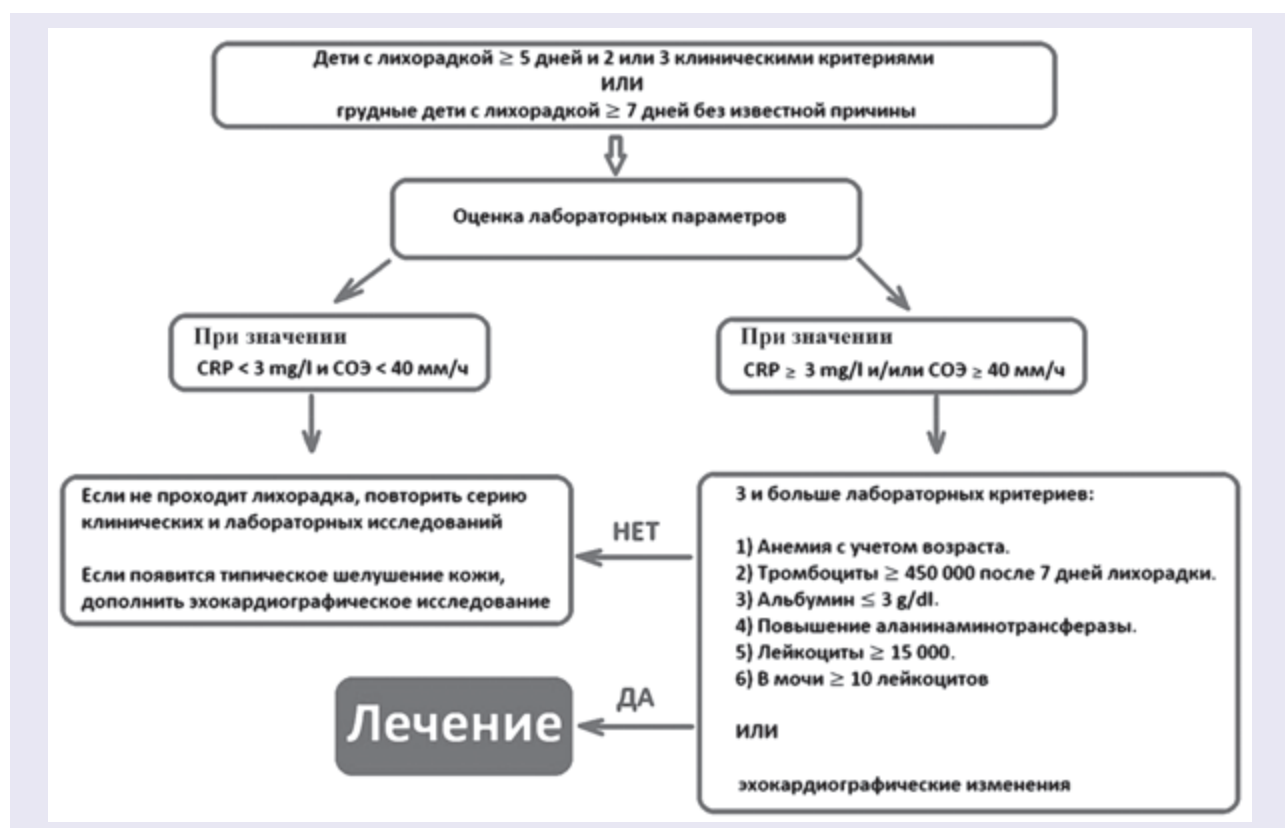 Дети с лихорадкой ≥ 5 дней и 2 или 3 клиническими критериями
ИЛИ
грудные дети с лихорадкой ≥ 7 дней без известной причины
Оценка лабораторных параметров
При значении
CRP < 3 mg/l и СОЭ < 40 мм/ч
При значении
CRP ≥ 3 mg/l и/или СОЭ ≥ 40 мм/ч
Если не проходит лихорадка, повторить серию
клинических и лабораторных исследований
Если появится типическое шелушение кожи,
дополнить эхокардиографическое исследование
НЕТ
3 и больше лабораторных критериев:
1) Анемия с учетом возраста.
2) Тромбоциты ≥ 450 000 после 7 дней лихорадки.
3) Альбумин ≤ 3 g/dl.
4) Повышение аланинаминотрансферазы.
5) Лейкоциты ≥ 15 000.
6) В мочи ≥ 10 лейкоцитов
ИЛИ
эхокардиографические изменения
ДА
Лечение